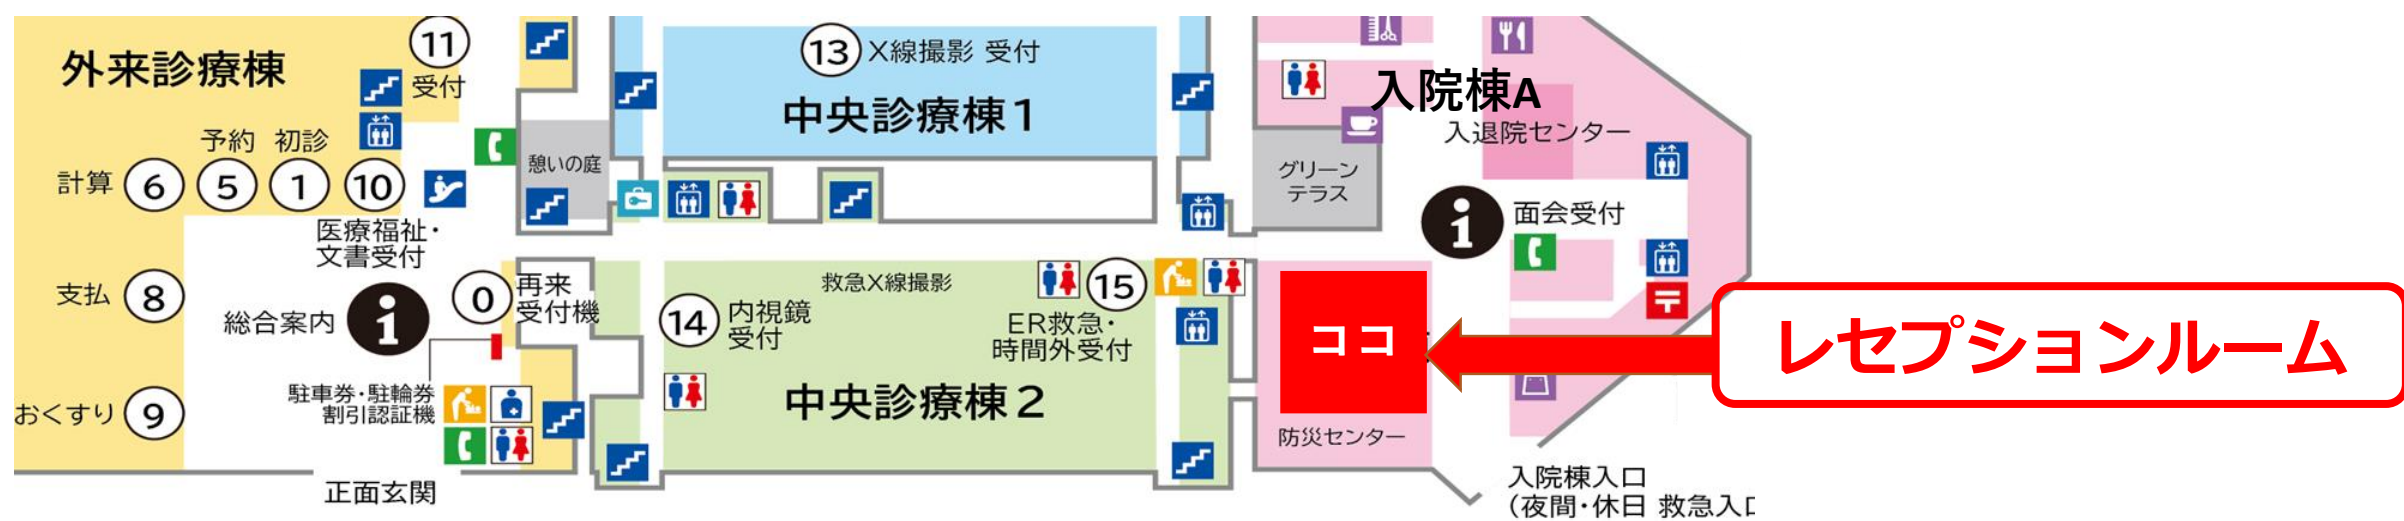 外来診療棟
11
受付
予約 初診
計算 6 5 1 10
医療福祉・
文書受付
支払 8
総合案内
0 再来
受付機
おくすり 9
駐車券・駐輪券
割引認証機
正面玄関
憩いの庭
13 X線撮影 受付
中央診療棟1
救急X線撮影
14 内視鏡
受付
15
ER救急・
時間外受付
中央診療棟2
入院棟A
入退院センター
グリーン
テラス
面会受付
ココ
レセプションルーム
防災センター
入院棟入口
(夜間・休日 救急入口